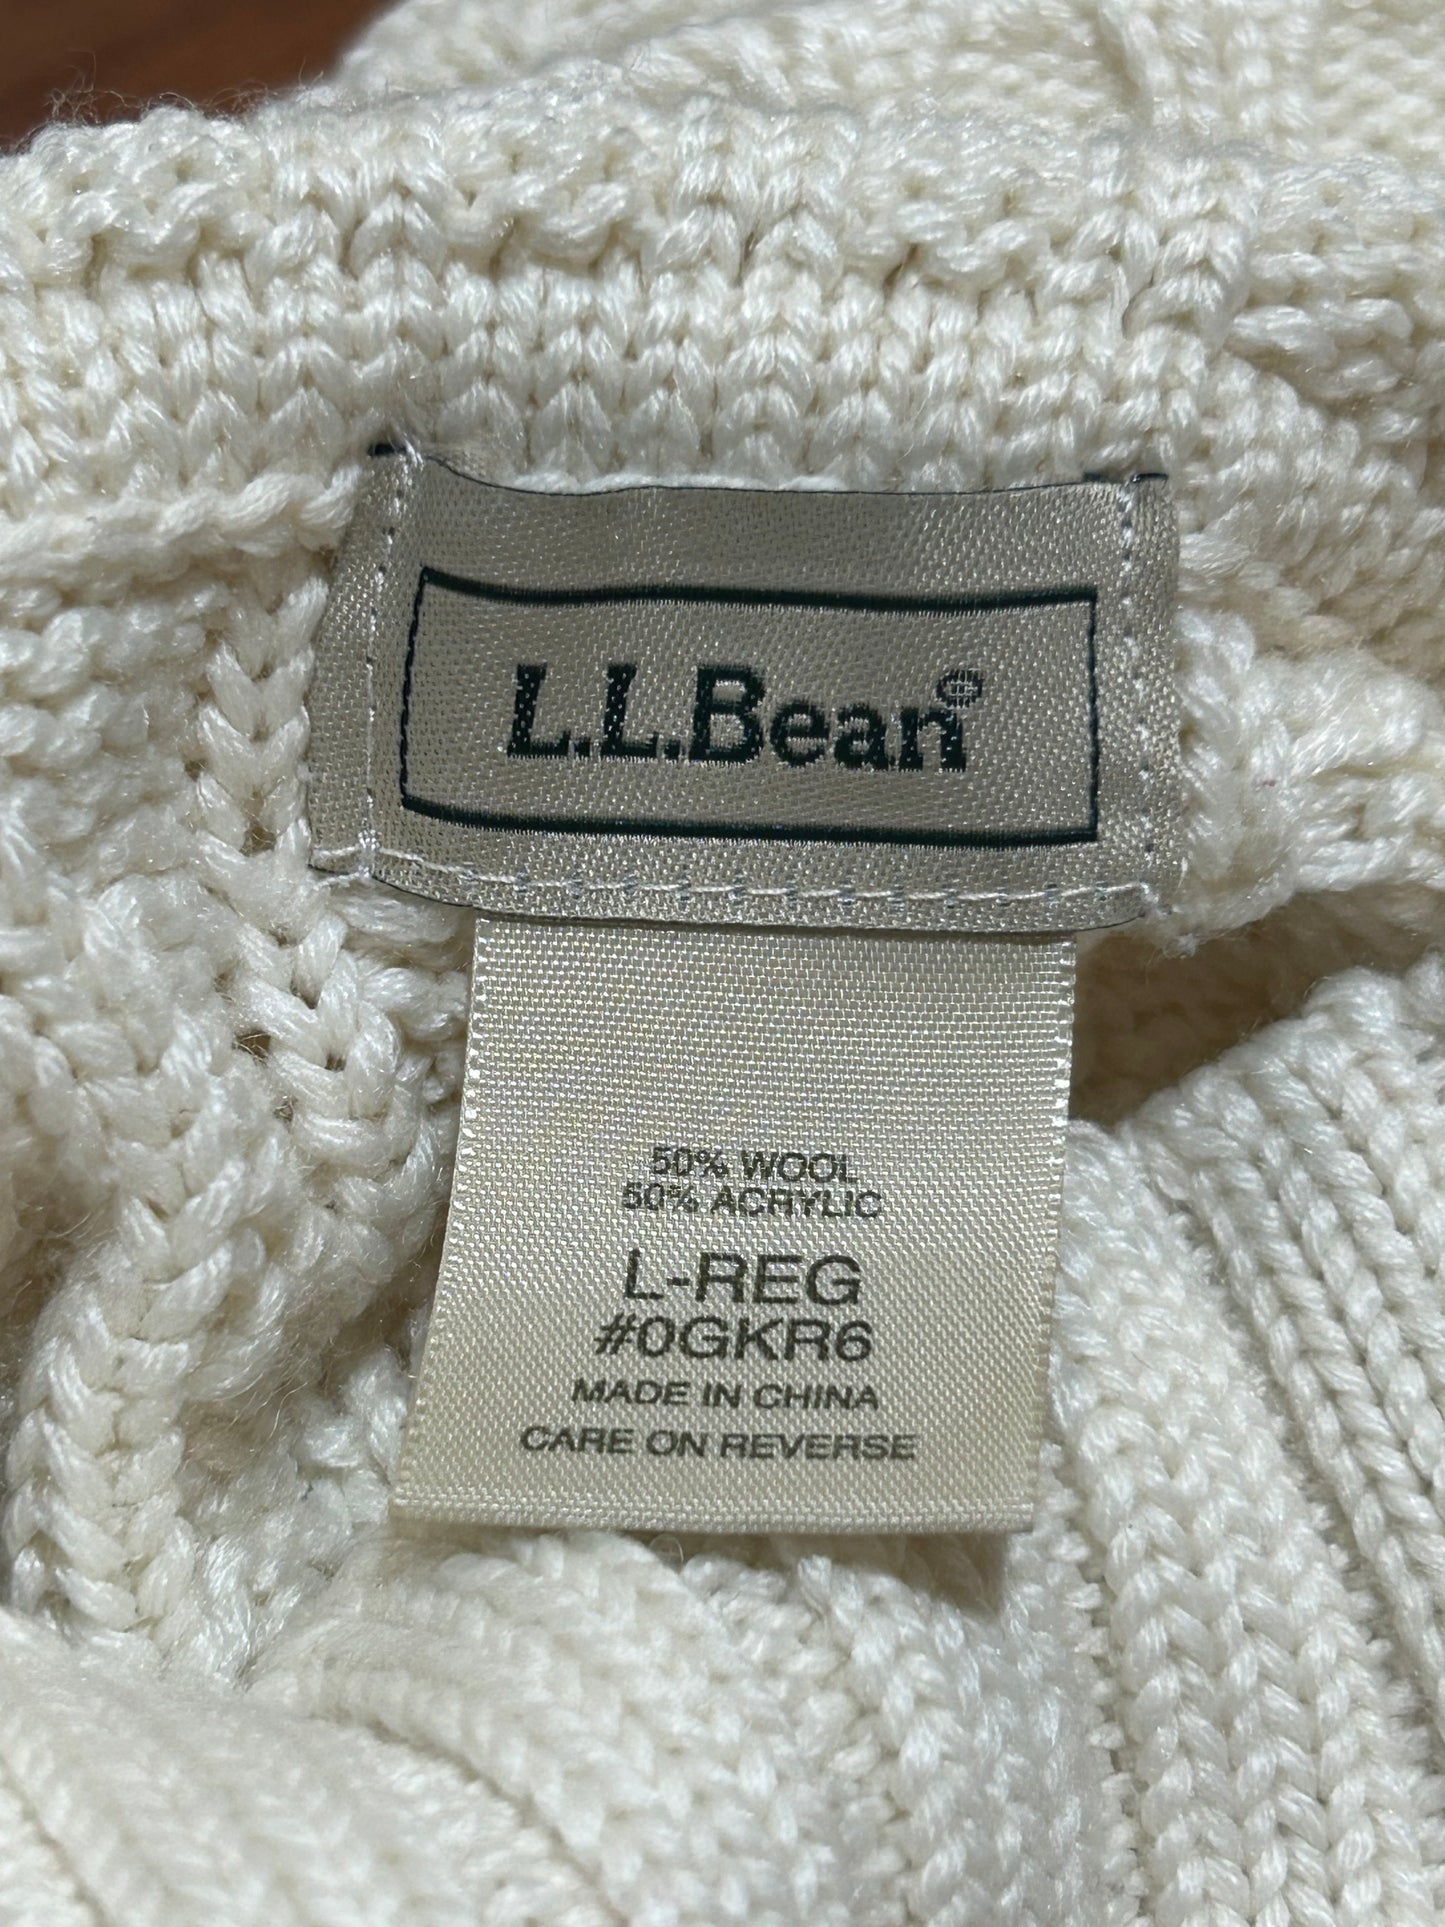 L.L.Bean®
50% WOOL
50% ACRYLIC
L-REG
#0GKR6
MADE IN CHINA
CARE ON REVERSE